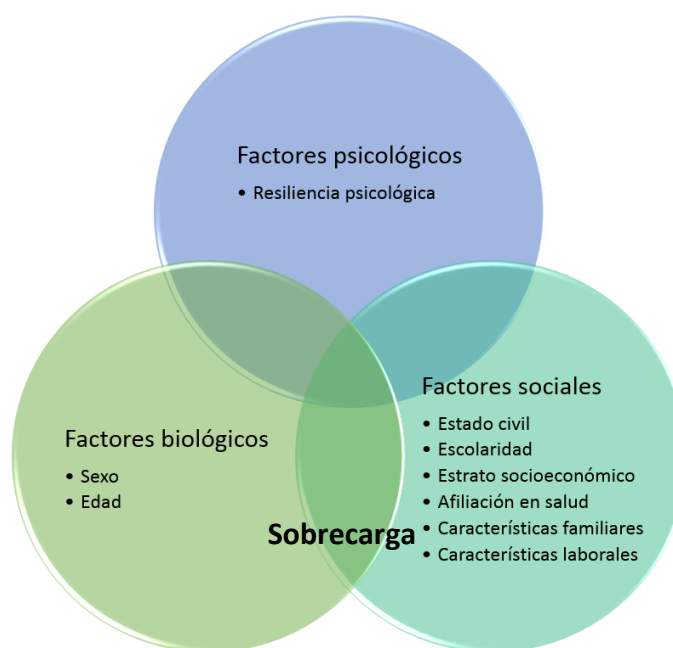 Factores psicológicos
• Resiliencia psicológica
Factores sociales
• Estado civil
• Escolaridad
• Estrato socioeconómico
• Afiliación en salud
• Características familiares
• Características laborales
Factores biológicos
• Sexo
• Edad
Sobrecarga